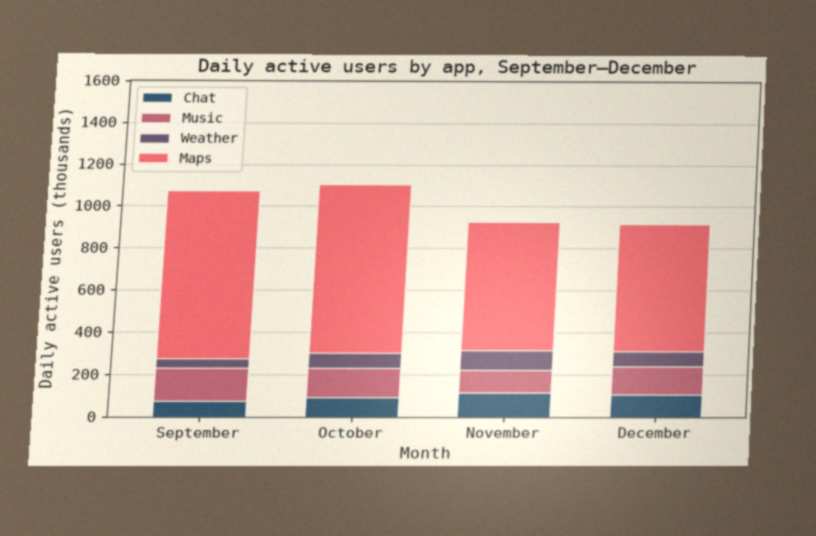 Daily active users by app, September–December
1600
1400
1200
1000
800
600
400
200
0
Daily active users (thousands)
Chat
Music
Weather
Maps
September October November December
Month